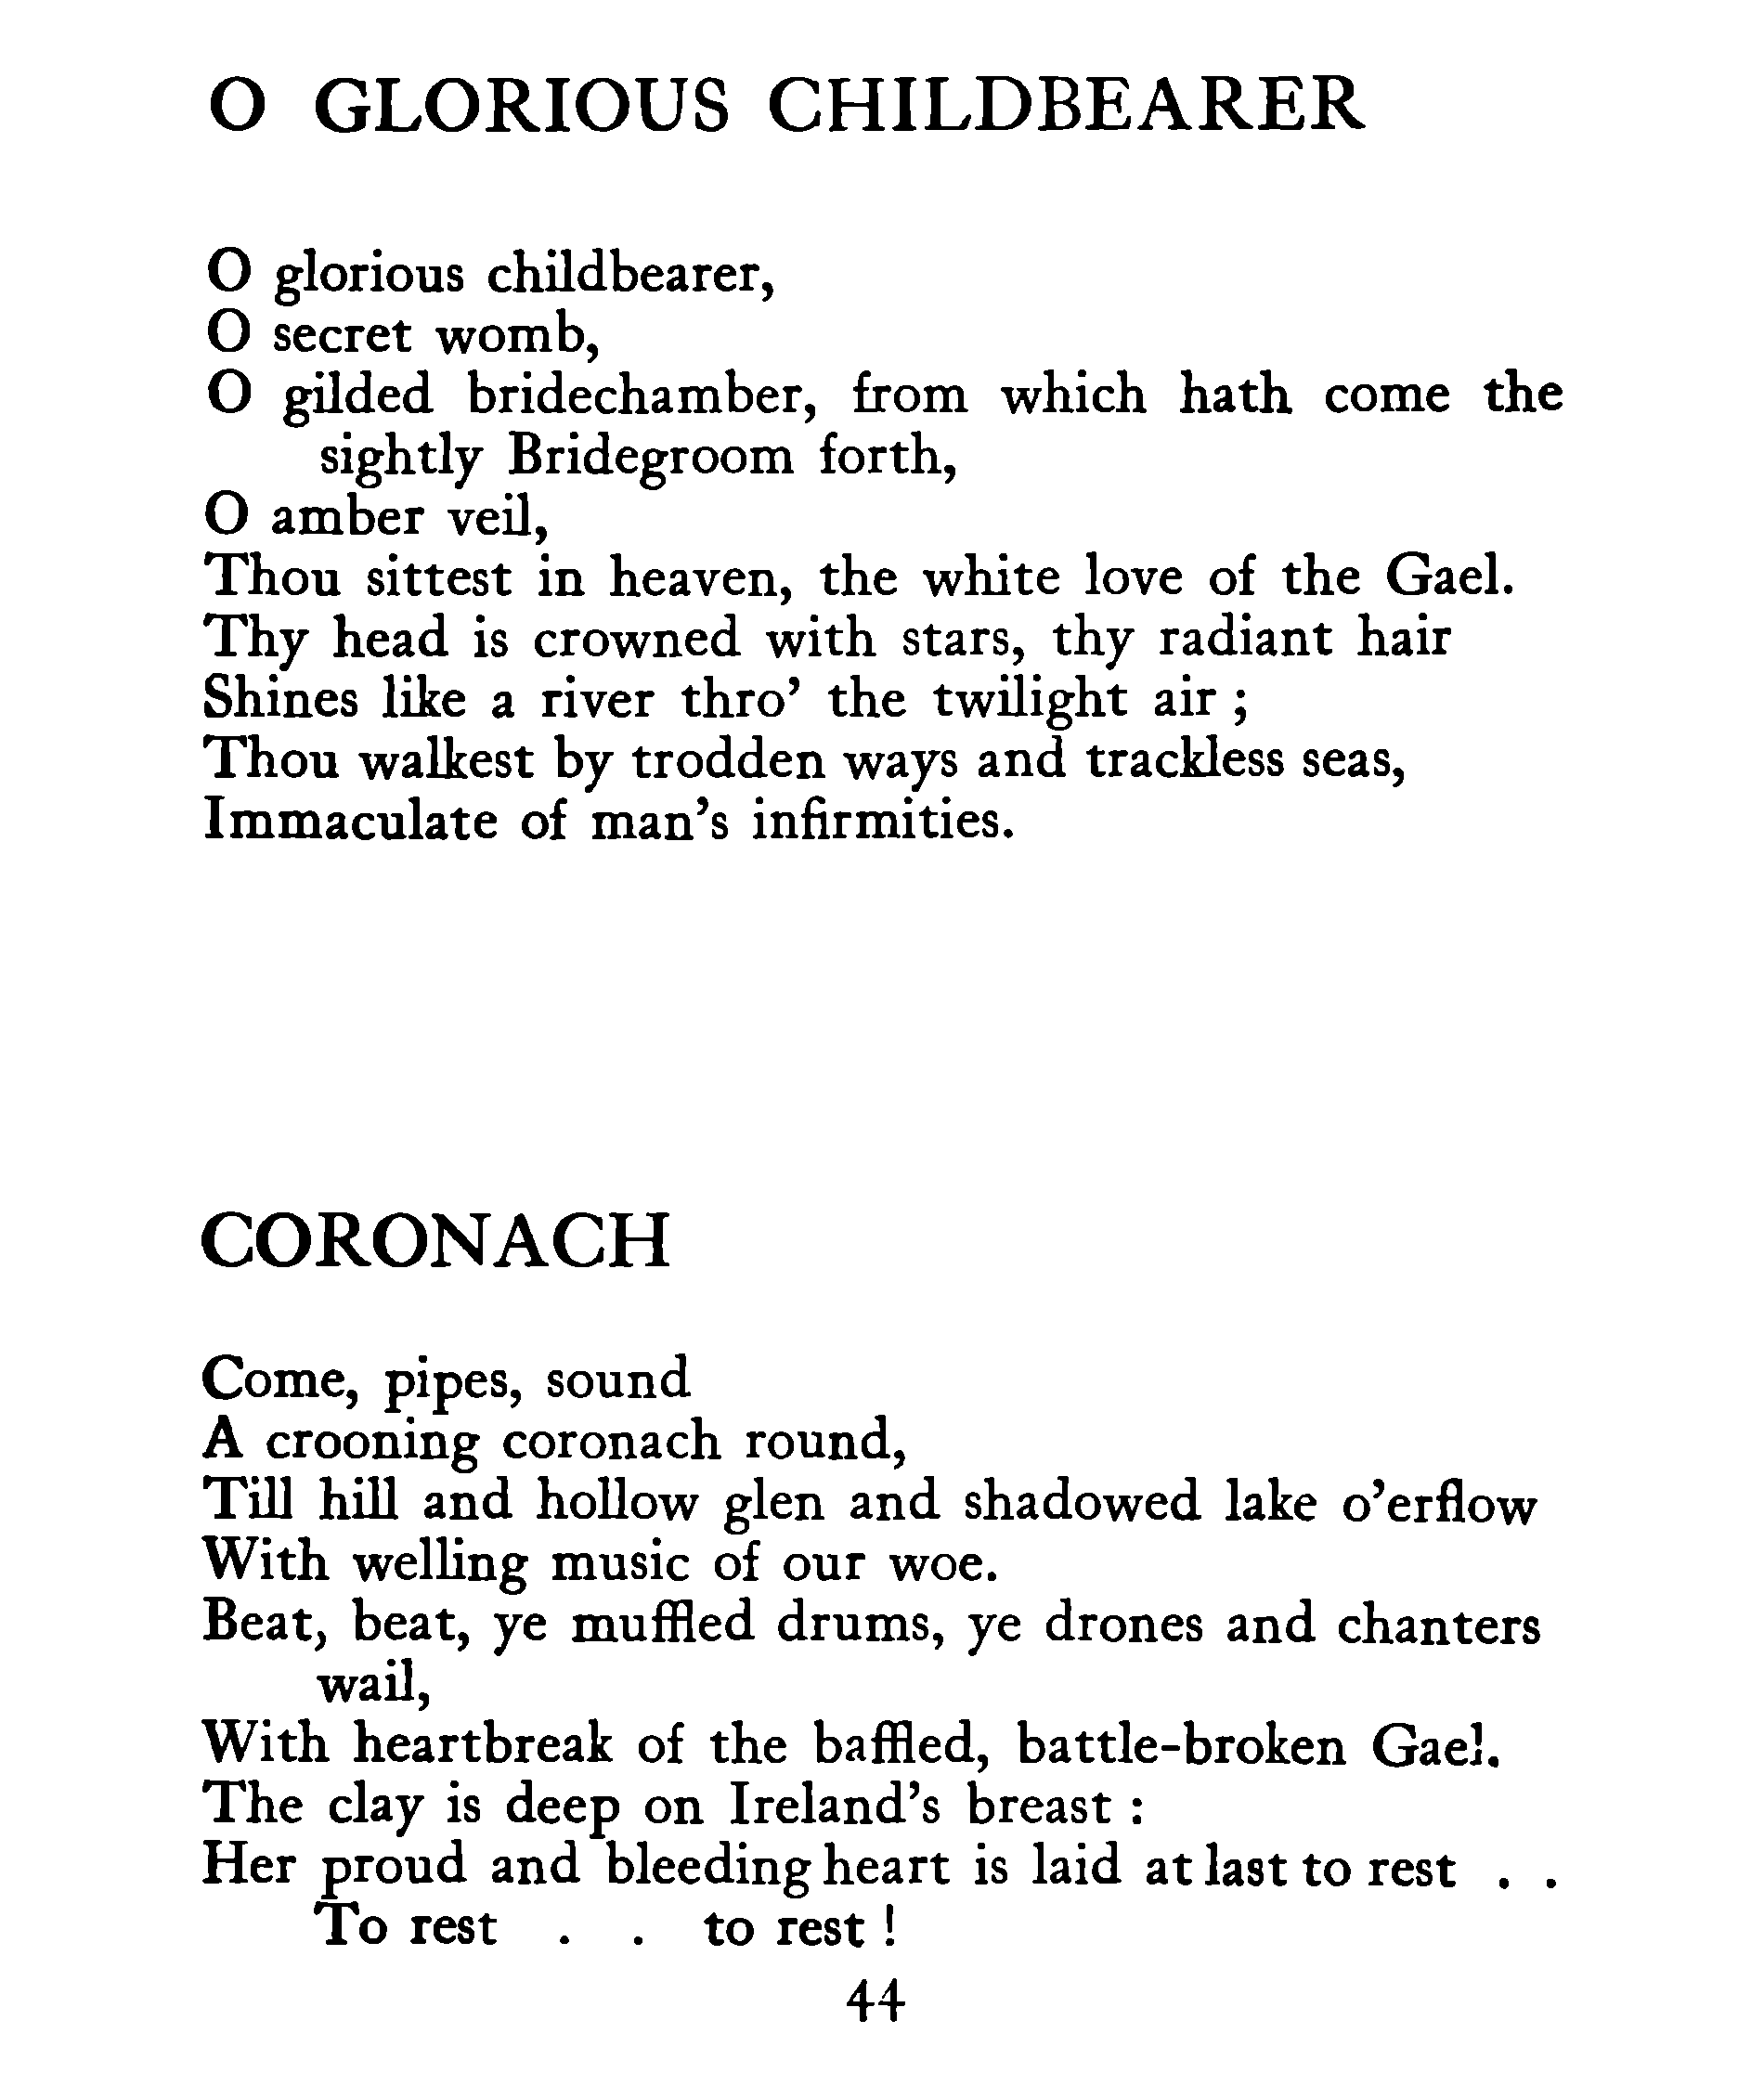 O GLORIOUS CHILDBEARER
O glorious childbearer,
O secret womb,
O gilded bridechamber, from which hath come the
sightly Bridegroom forth,
O amber veil,
Thou sittest in heaven, the white love of the Gael.
Thy head is crowned with stars, thy radiant hair
Shines like a river thro’ the twilight air ;
Thou walkest by trodden ways and trackless seas,
Immaculate of man’s infirmities.
CORONACH
Come, pipes, sound
A crooning coronach round,
Till hill and hollow glen and shadowed lake o’erflow
With welling music of our woe.
Beat, beat, ye muffled drums, ye drones and chanters
wail,
With heartbreak of the baffled, battle-broken Gael.
The clay is deep on Ireland’s breast :
Her proud and bleeding heart is laid at last to rest . .
To rest . . to rest !
44